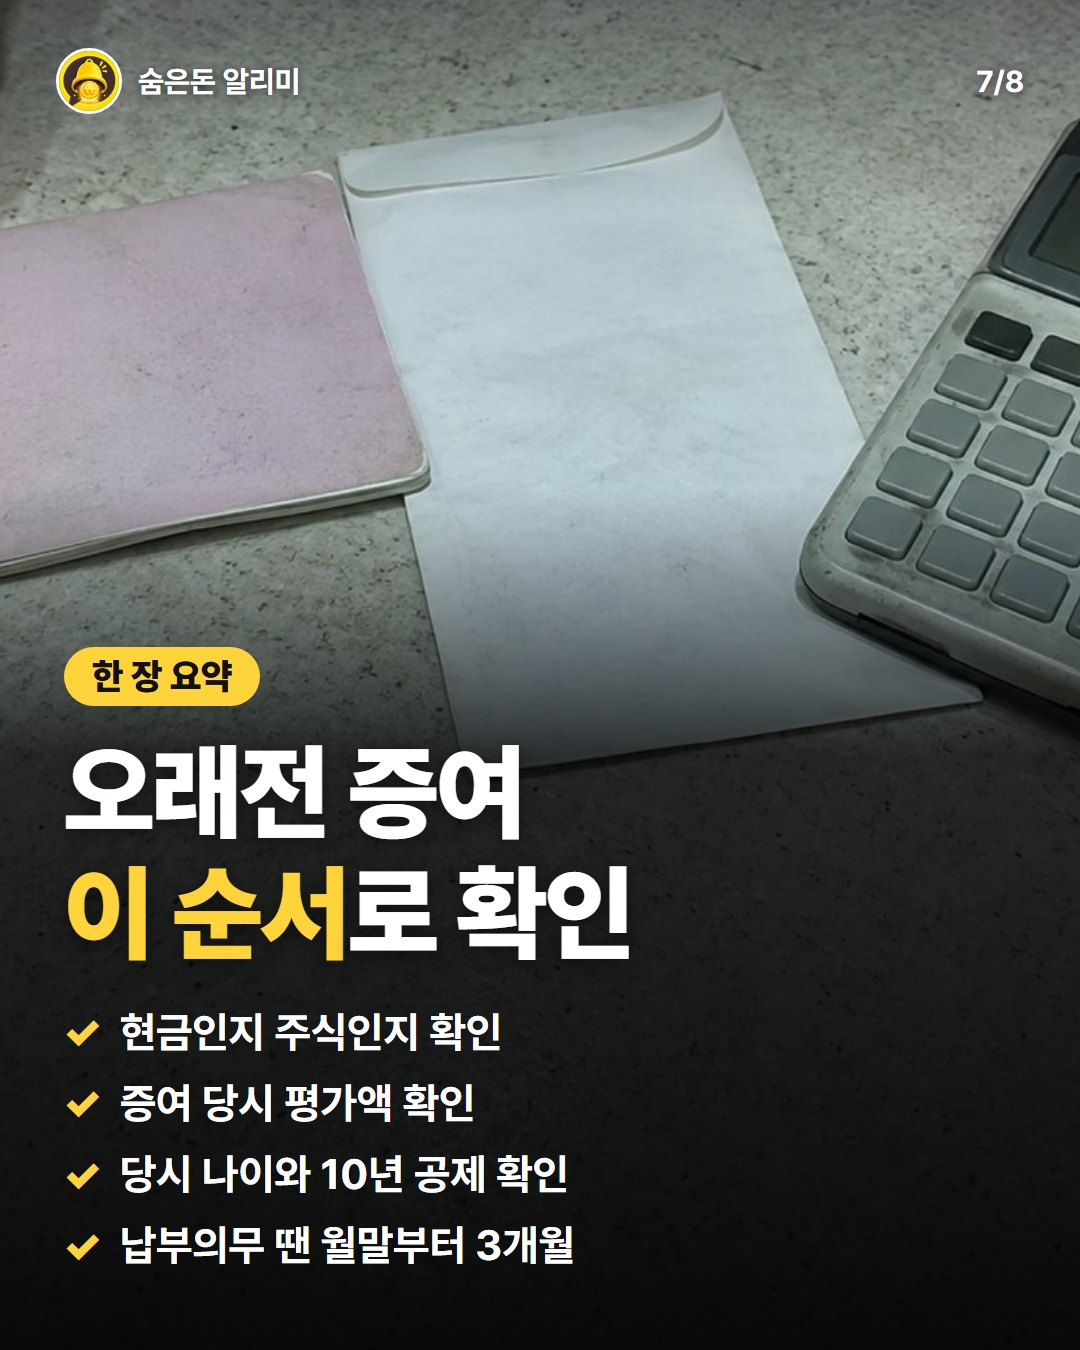 숨은돈 알리미
7/8
한 장 요약
오래전 증여
이 순서로 확인
현금인지 주식인지 확인
증여 당시 평가액 확인
당시 나이와 10년 공제 확인
납부의무 땐 월말부터 3개월